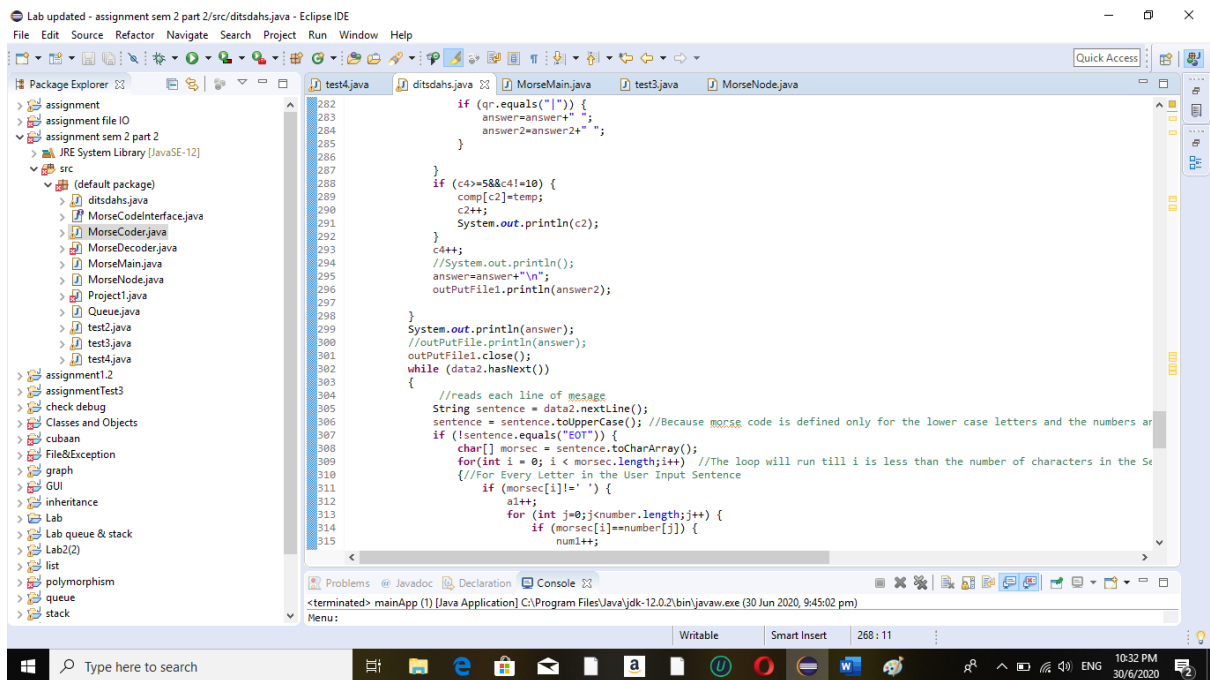 Lab updated - assignment sem 2 part 2/src/ditsdahs.java - Eclipse IDE
File Edit Source Refactor Navigate Search Project Run Window Help
Quick Access
Package Explorer
assignment
assignment file IO
assignment sem 2 part 2
JRE System Library [JavaSE-12]
src
(default package)
ditsdahs.java
MorseCodeInterface.java
MorseCoder.java
MorseDecoder.java
MorseMain.java
MorseNode.java
Project1.java
Queue.java
test2.java
test3.java
test4.java
assignment1.2
assignmentTest3
check debug
Classes and Objects
cubaan
File&Exception
graph
GUI
inheritance
Lab
Lab queue & stack
Lab2(2)
list
polymorphism
queue
stack
test4.java ditsdahs.java MorseMain.java test3.java MorseNode.java
282 if (qr.equals("|")) {
283 answer=answer+" ";
284 answer2=answer2+" ";
285 }
286
287 }
288 if (c4>=5&&c4!=10) {
289 comp[c2]=temp;
290 c2++;
291 System.out.println(c2);
292 }
293 c4++;
294 //System.out.println();
295 answer=answer+"\n";
296 outPutFile1.println(answer2);
297
298 }
299 System.out.println(answer);
300 //outPutFile.println(answer);
301 outPutFile1.close();
302 while (data2.hasNext())
303 {
304 //reads each line of mesage
305 String sentence = data2.nextLine();
306 sentence = sentence.toUpperCase(); //Because morse code is defined only for the lower case letters and the numbers ar
307 if (!sentence.equals("EOT")) {
308 char[] morsec = sentence.toCharArray();
309 for(int i = 0; i < morsec.length;i++) //The loop will run till i is less than the number of characters in the Se
310 {//For Every Letter in the User Input Sentence
311 if (morsec[i]!=' ') {
312 a1++;
313 for (int j=0;j<number.length;j++) {
314 if (morsec[i]==number[j]) {
315 num1++;
Problems Javadoc Declaration Console
<terminated> mainApp (1) [Java Application] C:\Program Files\Java\jdk-12.0.2\bin\javaw.exe (30 Jun 2020, 9:45:02 pm)
Menu:
Writable Smart Insert 268 : 11
Type here to search
ENG
10:32 PM
30/6/2020
2